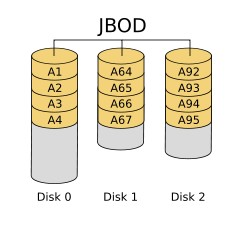 JBOD
A1 A64 A92
A2 A65 A93
A3 A66 A94
A4 A67 A95
Disk 0 Disk 1 Disk 2